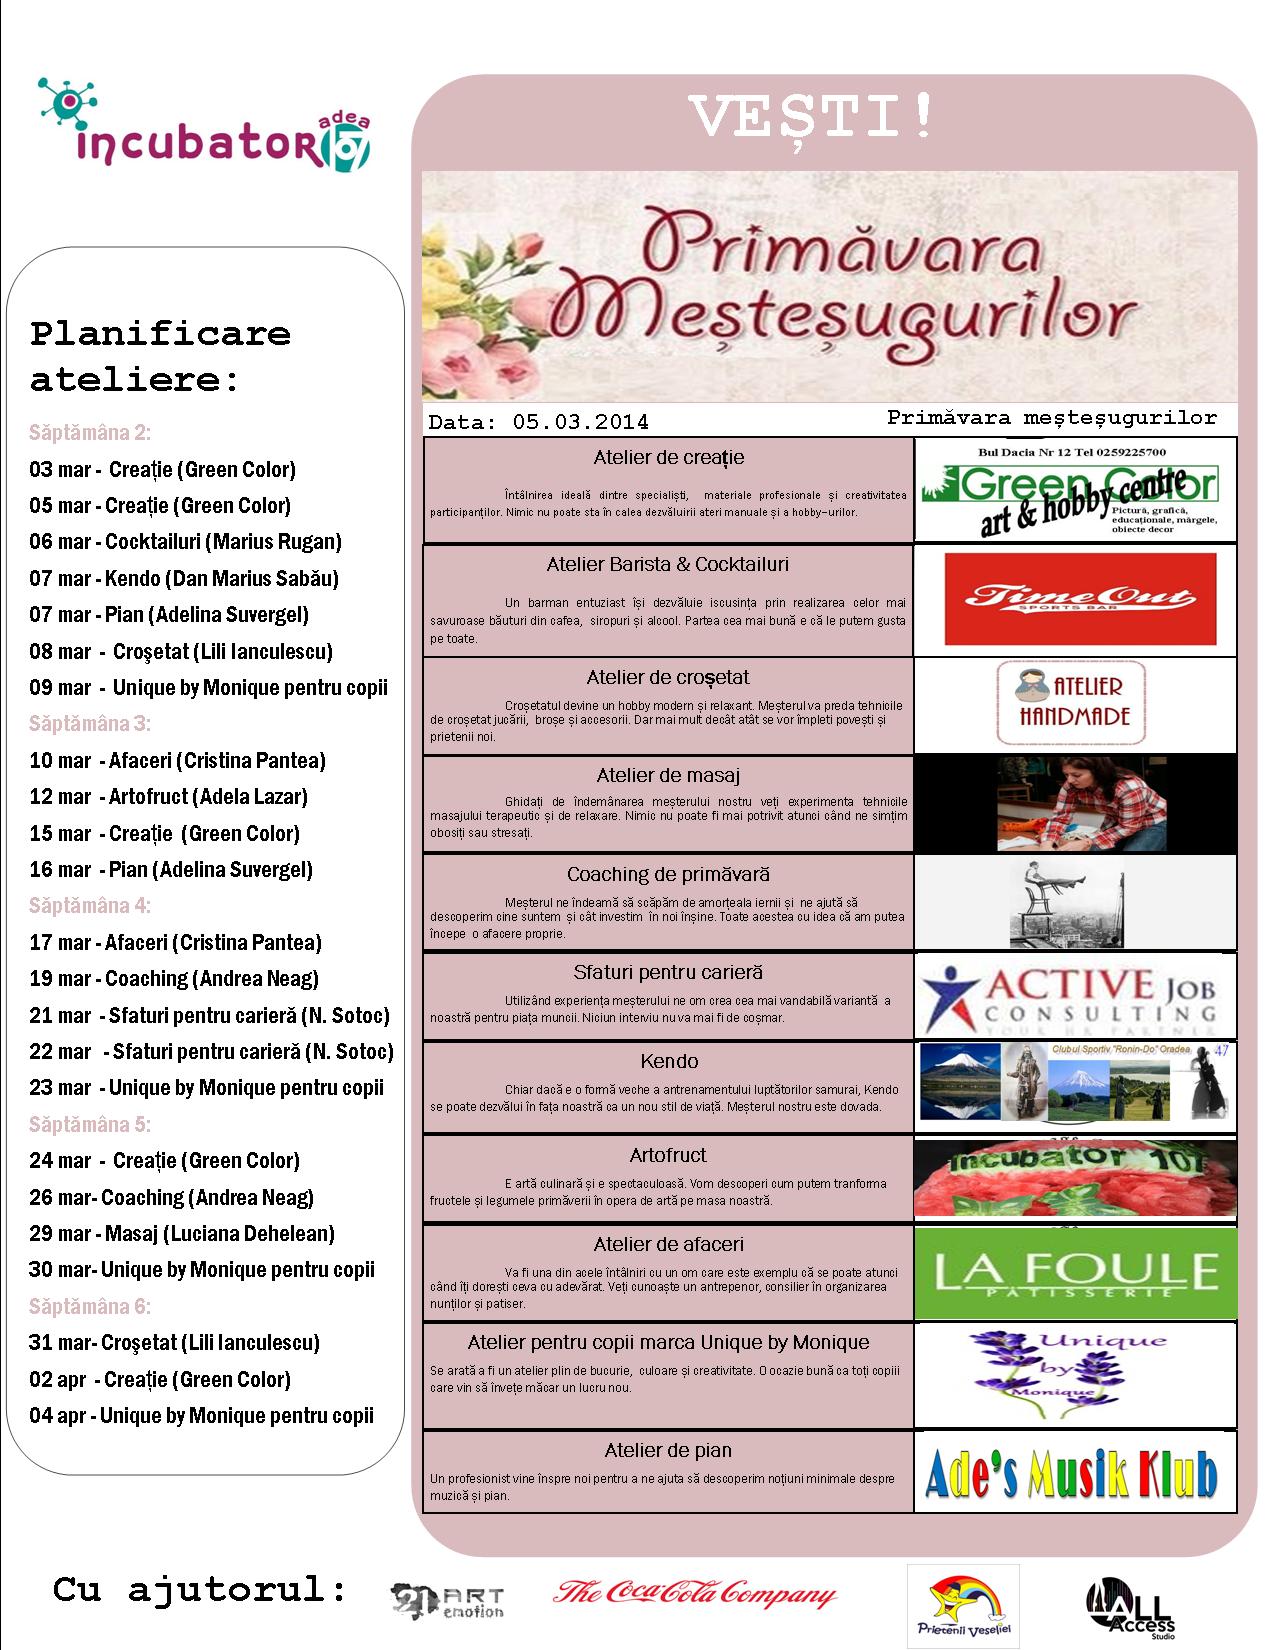 incubator
adea
107
Planificare
ateliere:
Săptămâna 2:
03 mar - Creație (Green Color)
05 mar - Creație (Green Color)
06 mar - Cocktailuri (Marius Rugan)
07 mar - Kendo (Dan Marius Sabău)
07 mar - Pian (Adelina Suvergel)
08 mar - Croşetat (Lili Ianculescu)
09 mar - Unique by Monique pentru copii
Săptămâna 3:
10 mar - Afaceri (Cristina Pantea)
12 mar - Artofruct (Adela Lazar)
15 mar - Creație (Green Color)
16 mar - Pian (Adelina Suvergel)
Săptămâna 4:
17 mar - Afaceri (Cristina Pantea)
19 mar - Coaching (Andrea Neag)
21 mar - Sfaturi pentru carieră (N. Sotoc)
22 mar - Sfaturi pentru carieră (N. Sotoc)
23 mar - Unique by Monique pentru copii
Săptămâna 5:
24 mar - Creație (Green Color)
26 mar- Coaching (Andrea Neag)
29 mar - Masaj (Luciana Dehelean)
30 mar- Unique by Monique pentru copii
Săptămâna 6:
31 mar- Croşetat (Lili Ianculescu)
02 apr - Creație (Green Color)
04 apr - Unique by Monique pentru copii
VEȘTI!
Primăvara
Meșteșugurilor
Data: 05.03.2014
Primăvara meșteșugurilor
Atelier de creație
Întâlnirea ideală dintre specialiști, materiale profesionale și creativitatea
participanților. Nimic nu poate sta în calea dezvăluirii ateri manuale și a hobby-urilor.
Bul Dacia Nr 12 Tel 0259225700
Green Color
art & hobby centre
Pictură, grafică,
educaționale, mărgele,
obiecte decor
Atelier Barista & Cocktailuri
Un barman entuziast își dezvăluie iscusința prin realizarea celor mai
savuroase băuturi din cafea, siropuri și alcool. Partea cea mai bună e că le putem gusta
pe toate.
TimeOut
SPORTS BAR
Atelier de croșetat
Croșetatul devine un hobby modern și relaxant. Meșterul va preda tehnicile
de croșetat jucării, broșe și accesorii. Dar mai mult decât atât se vor împleti povești și
prietenii noi.
ATELIER
HANDMADE
Atelier de masaj
Ghidați de îndemânarea meșterului nostru veți experimenta tehnicile
masajului terapeutic și de relaxare. Nimic nu poate fi mai potrivit atunci când ne simțim
obosiți sau stresați.
Coaching de primăvară
Meșterul ne îndeamă să scăpăm de amorțeala iernii și ne ajută să
descoperim cine suntem și cât investim în noi înșine. Toate acestea cu idea că am putea
începe o afacere proprie.
Sfaturi pentru carieră
Utilizând experiența meșterului ne om crea cea mai vandabilă variantă a
noastră pentru piața muncii. Niciun interviu nu va mai fi de coșmar.
ACTIVE JOB
CONSULTING
YOUR HR PARTNER
Kendo
Chiar dacă e o formă veche a antrenamentului luptătorilor samurai, Kendo
se poate dezvălui în fața noastră ca un nou stil de viață. Meșterul nostru este dovada.
Clubul Sportiv "Ronin-Do" Oradea
47
Artofruct
E artă culinară și e spectaculoasă. Vom descoperi cum putem tranforma
fructele și legumele primăverii în opera de artă pe masa noastră.
incubator 107
Atelier de afaceri
Va fi una din acele întâlniri cu un om care este exemplu că se poate atunci
când îți dorești ceva cu adevărat. Veți cunoaște un antrepenor, consilier în organizarea
nunților și patiser.
LA FOULE
PATISSERIE
Atelier pentru copii marca Unique by Monique
Se arată a fi un atelier plin de bucurie, culoare și creativitate. O ocazie bună ca toți copiii
care vin să învețe măcar un lucru nou.
Unique
by
Monique
Atelier de pian
Un profesionist vine înspre noi pentru a ne ajuta să descoperim noțiuni minimale despre
muzică și pian.
Ade's Musik Klub
Cu ajutorul:
ART
emotion
The Coca-Cola Company
Prietenii Veseliei
ALL
Access
Studio